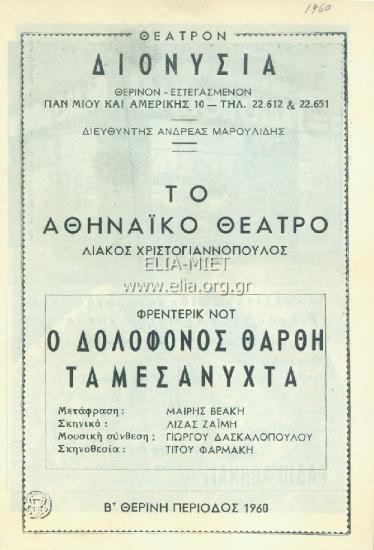 1960
ΘΕΑΤΡΟΝ
ΔΙΟΝΥΣΙΑ
ΘΕΡΙΝΟΝ - ΕΣΤΕΓΑΣΜΕΝΟΝ
ΠΑΝ)ΜΙΟΥ ΚΑΙ ΑΜΕΡΙΚΗΣ 10 — ΤΗΛ. 22.612 & 22.651
ΔΙΕΥΘΥΝΤΗΣ ΑΝΔΡΕΑΣ ΜΑΡΟΥΛΙΔΗΣ
ΤΟ
ΑΘΗΝΑΪΚΟ ΘΕΑΤΡΟ
ΛΙΑΚΟΣ ΧΡΙΣΤΟΓΙΑΝΝΟΠΟΥΛΟΣ
ELIA-MIET
www.elia.org.gr
ΦΡΕΝΤΕΡΙΚ ΝΟΤ
Ο ΔΟΛΟΦΟΝΟΣ ΘΑΡΘΗ
ΤΑ ΜΕΣΑΝΥΧΤΑ
Μετάφραση : ΜΑΙΡΗΣ ΒΕΑΚΗ
Σκηνικό : ΛΙΖΑΣ ΖΑΪΜΗ
Μουσική σύνθεση ; ΓΙΩΡΓΟΥ ΔΑΣΚΑΛΟΠΟΥΛΟΥ
Σκηνοθεσία : ΤΙΤΟΥ ΦΑΡΜΑΚΗ
Β' ΘΕΡΙΝΗ ΠΕΡΙΟΔΟΣ 1960